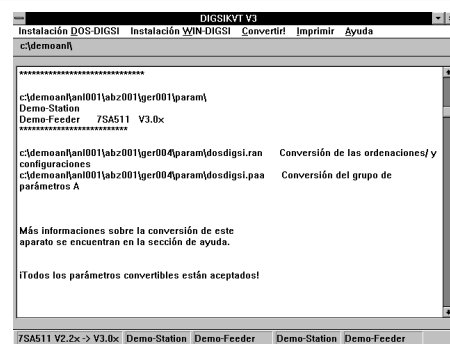 DIGSIKVT V3
Instalación DOS-DIGSI Instalación WIN-DIGSI Convertir! Imprimir Ayuda
c:\demoanl\
******************************
c:\demoanl\anl001\abz001\ger001\param\
Demo-Station
Demo-Feeder 7SA511 V3.0x
**************************
c:\demoanl\anl001\abz001\ger004\param\dosdigsi.ran Conversión de las ordenaciones/ y
configuraciones
c:\demoanl\anl001\abz001\ger004\param\dosdigsi.paa Conversión del grupo de
parámetros A
Más informaciones sobre la conversión de este
aparato se encuentran en la sección de ayuda.
¡Todos los parámetros convertibles están aceptados!
7SA511 V2.2x -> V3.0x Demo-Station Demo-Feeder Demo-Station Demo-Feeder